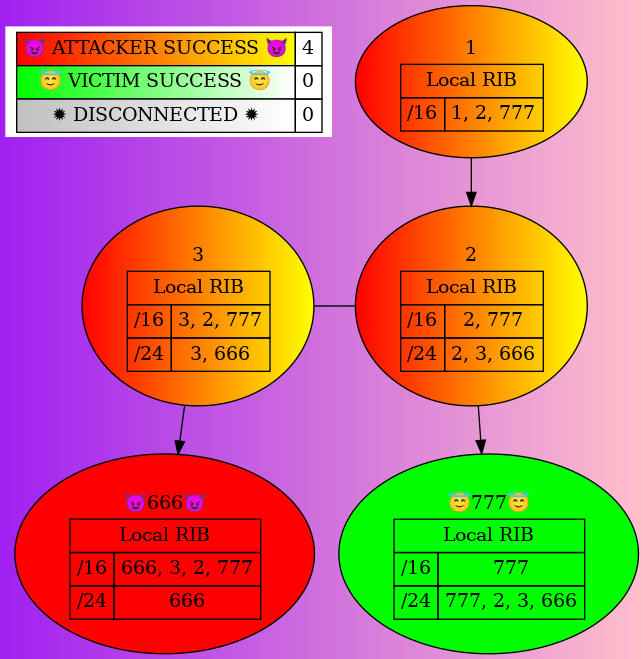 😈 ATTACKER SUCCESS 😈 4
😇 VICTIM SUCCESS 😇 0
✹ DISCONNECTED ✹ 0
1
Local RIB
/16 1, 2, 777
3
Local RIB
/16 3, 2, 777
/24 3, 666
2
Local RIB
/16 2, 777
/24 2, 3, 666
😈666😈
Local RIB
/16 666, 3, 2, 777
/24 666
😇777😇
Local RIB
/16 777
/24 777, 2, 3, 666